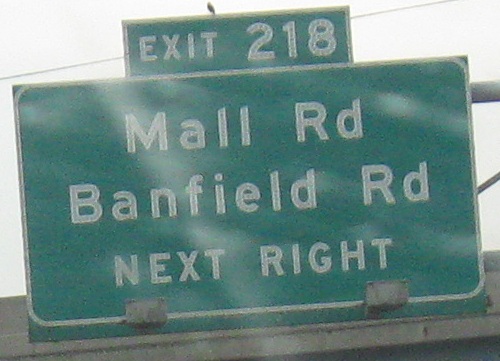 EXIT 218
Mall Rd
Banfield Rd
NEXT RIGHT